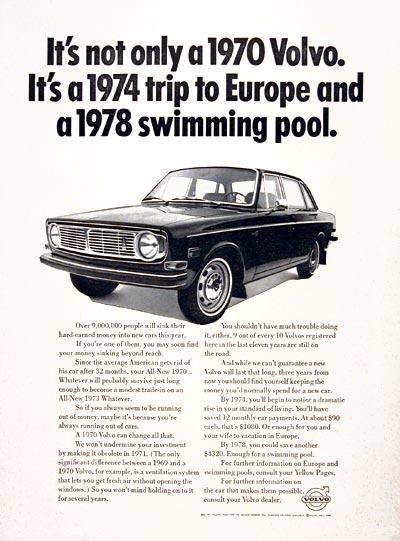 It's not only a 1970 Volvo.
It's a 1974 trip to Europe and
a 1978 swimming pool.
Over 9,000,000 people will sink their
hard-earned money into new cars this year.
If you're one of them, you may soon find
your money sinking beyond reach.
Since the average American gets rid of
his car after 32 months, your All-New 1970
Whatever will probably survive just long
enough to become a modest trade-in on an
All-New 1973 Whatever.
So if you always seem to be running
out of money, maybe it's because you're
always running out of cars.
A 1970 Volvo can change all that.
We won't undermine your investment
by making it obsolete in 1971. (The only
significant difference between a 1969 and a
1970 Volvo, for example, is a ventilation system
that lets you get fresh air without opening the
windows.) So you won't mind holding on to it
for several years.
You shouldn't have much trouble doing
it, either. 9 out of every 10 Volvos registered
here in the last eleven years are still on
the road.
And while we can't guarantee a new
Volvo will last that long, three years from
now you should find yourself keeping the
money you'd normally spend for a new car.
By 1974, you'll begin to notice a dramatic
rise in your standard of living. You'll have
saved 12 monthly car payments. At about $90
each, that's $1080. Or enough for you and
your wife to vacation in Europe.
By 1978, you could save another
$4320. Enough for a swimming pool.
For further information on Europe and
swimming pools, consult your Yellow Pages.
For further information on
the car that makes them possible,
consult your Volvo dealer.
VOLVO